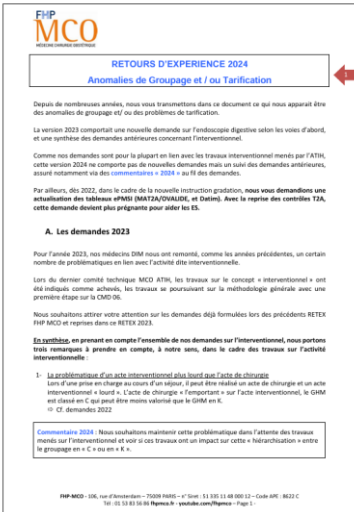 FHP
MCO
MÉDECINE CHIRURGIE OBSTÉTRIQUE
RETOURS D'EXPERIENCE 2024
Anomalies de Groupage et / ou Tarification
1
Depuis de nombreuses années, nous vous transmettons dans ce document ce qui nous apparait être
des anomalies de groupage et/ ou des problèmes de tarification.
La version 2023 comportait une nouvelle demande sur l'endoscopie digestive selon les voies d'abord,
et une synthèse des demandes antérieures concernant l'interventionnel.
Comme nos demandes sont pour la plupart en lien avec les travaux interventionnel menés par l'ATIH,
cette version 2024 ne comporte pas de nouvelles demandes mais un suivi des demandes antérieures,
assuré notamment via des commentaires « 2024 » au fil des demandes.
Par ailleurs, dès 2022, dans le cadre de la nouvelle instruction gradation, nous vous demandions une
actualisation des tableaux ePMSI (MAT2A/OVALIDE, et Datim). Avec la reprise des contrôles T2A,
cette demande devient plus prégnante pour aider les ES.
A. Les demandes 2023
Pour l'année 2023, nos médecins DIM nous ont remonté, comme les années précédentes, un certain
nombre de problématiques en lien avec l'activité dite interventionnelle.
Lors du dernier comité technique MCO ATIH, les travaux sur le concept « interventionnel » ont
été indiqués comme achevés, les travaux se poursuivant sur la méthodologie générale avec une
première étape sur la CMD 06.
Nous souhaitons attirer votre attention sur les demandes déjà formulées lors des précédents RETEX
FHP MCO et reprises dans ce RETEX 2023.
En synthèse, en prenant en compte l'ensemble de nos demandes sur l'interventionnel, nous portons
trois remarques à prendre en compte, à notre sens, dans le cadre des travaux sur l'activité
interventionnelle :
1- La problématique d'un acte interventionnel plus lourd que l'acte de chirurgie
Lors d'une prise en charge au cours d'un séjour, il peut être réalisé un acte de chirurgie et un acte
interventionnel « lourd ». L'acte de chirurgie « l'emportant » sur l'acte interventionnel, le GHM
est classé en C qui peut être moins valorisé que le GHM en K.
⇨ Cf. demandes 2022
Commentaire 2024 : Nous souhaitons maintenir cette problématique dans l'attente des travaux
menés sur l'interventionnel et voir si ces travaux ont un impact sur cette « hiérarchisation » entre
le groupage en « C » ou en « K ».
FHP-MCO - 106, rue d'Amsterdam – 75009 PARIS – n° Siret : 51 335 11 48 000 12 – Code APE : 8622 C
Tél : 01 53 83 56 86 fhpmco.fr - youtube.com/fhpmco – Page 1 -